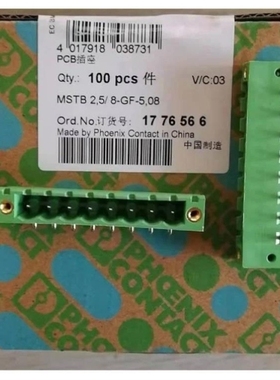 4 017918 038731
PCB插座
Qty.: 100 pcs 件
V/C:03
MSTB 2,5/ 8-GF-5,08
Ord.No./订货号: 17 76 56 6
Made by Phoenix Contact in China
中国制造
PHOENIX
CONTACT